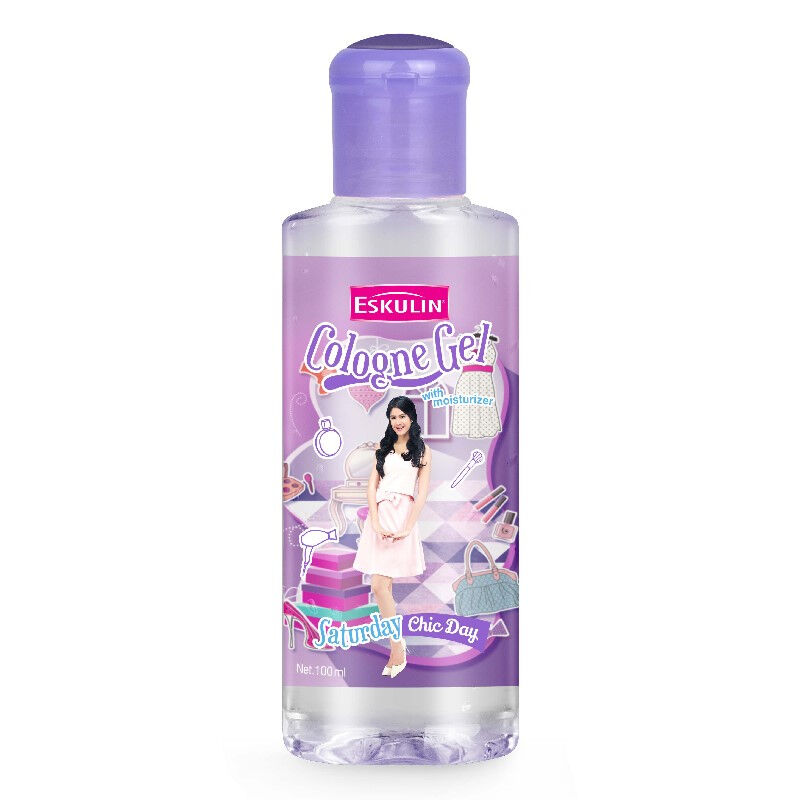 ESKULIN
Cologne Gel
with
moisturizer
Saturday Chic Day
Net.100 ml